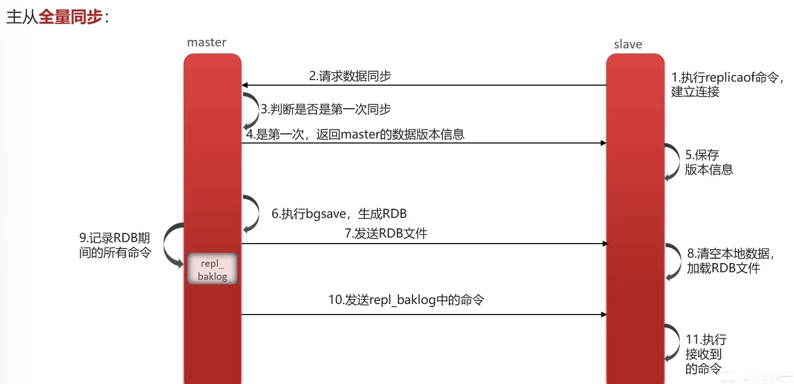 主从全量同步：
master
slave
2.请求数据同步
1.执行replicaof命令，
建立连接
3.判断是否是第一次同步
4.是第一次，返回master的数据版本信息
5.保存
版本信息
6.执行bgsave，生成RDB
7.发送RDB文件
9.记录RDB期
间的所有命令
repl_
baklog
8.清空本地数据，
加载RDB文件
10.发送repl_baklog中的命令
11.执行
接收到
的命令